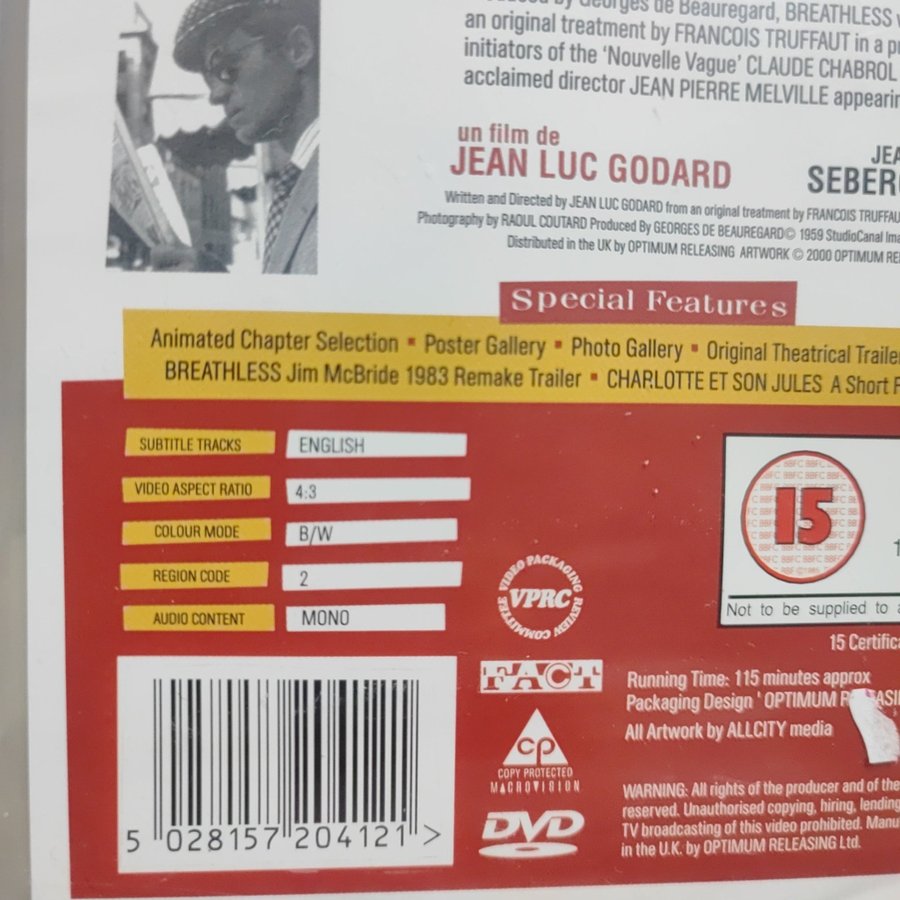 Georges de Beauregard, BREATHLESS
an original treatment by FRANCOIS TRUFFAUT in a
initiators of the 'Nouvelle Vague' CLAUDE CHABROL
acclaimed director JEAN PIERRE MELVILLE appearin
un film de
JEAN LUC GODARD
JEA
SEBERG
Written and Directed by JEAN LUC GODARD from an original treatment by FRANCOIS TRUFFAU
Photography by RAOUL COUTARD Produced By GEORGES DE BEAUREGARD© 1959 StudioCanal Ima
Distributed in the UK by OPTIMUM RELEASING ARTWORK © 2000 OPTIMUM RE
Special Features
Animated Chapter Selection ▪ Poster Gallery ▪ Photo Gallery ▪ Original Theatrical Trailer
BREATHLESS Jim McBride 1983 Remake Trailer ▪ CHARLOTTE ET SON JULES A Short F
SUBTITLE TRACKS ENGLISH
VIDEO ASPECT RATIO 4:3
COLOUR MODE B/W
REGION CODE 2
AUDIO CONTENT MONO
15
Not to be supplied to a
15 Certifica
VIDEO PACKAGING REVIEW COMMITTEE
VPRC
FACT
Running Time: 115 minutes approx
Packaging Design ' OPTIMUM
All Artwork by ALLCITY media
CP
COPY PROTECTED
MACROVISION
DVD
WARNING: All rights of the producer and of the
reserved. Unauthorised copying, hiring, lending
TV broadcasting of this video prohibited. Manu
in the U.K. by OPTIMUM RELEASING Ltd.
5 028157 204121 >